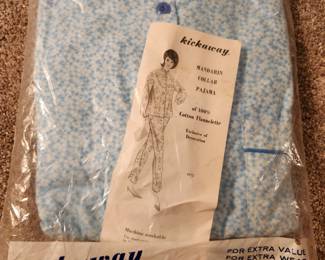 kickaway
MANDARIN
COLLAR
PAJAMA
of 100%
Cotton Flannelette
Exclusive of
Decoration
Machine washable
kickaway
FOR EXTRA VALUE
FOR EXTRA WEAR